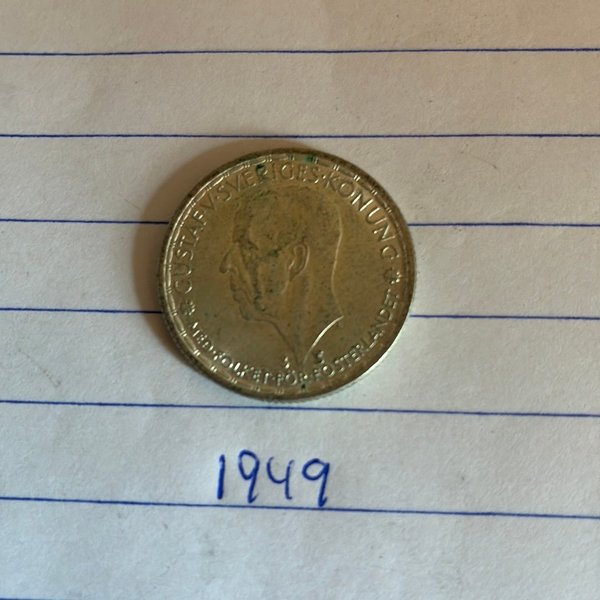 GUSTAF V SVERIGES KONUNG
MED FOLKET FÖR FOSTERLANDET
1949